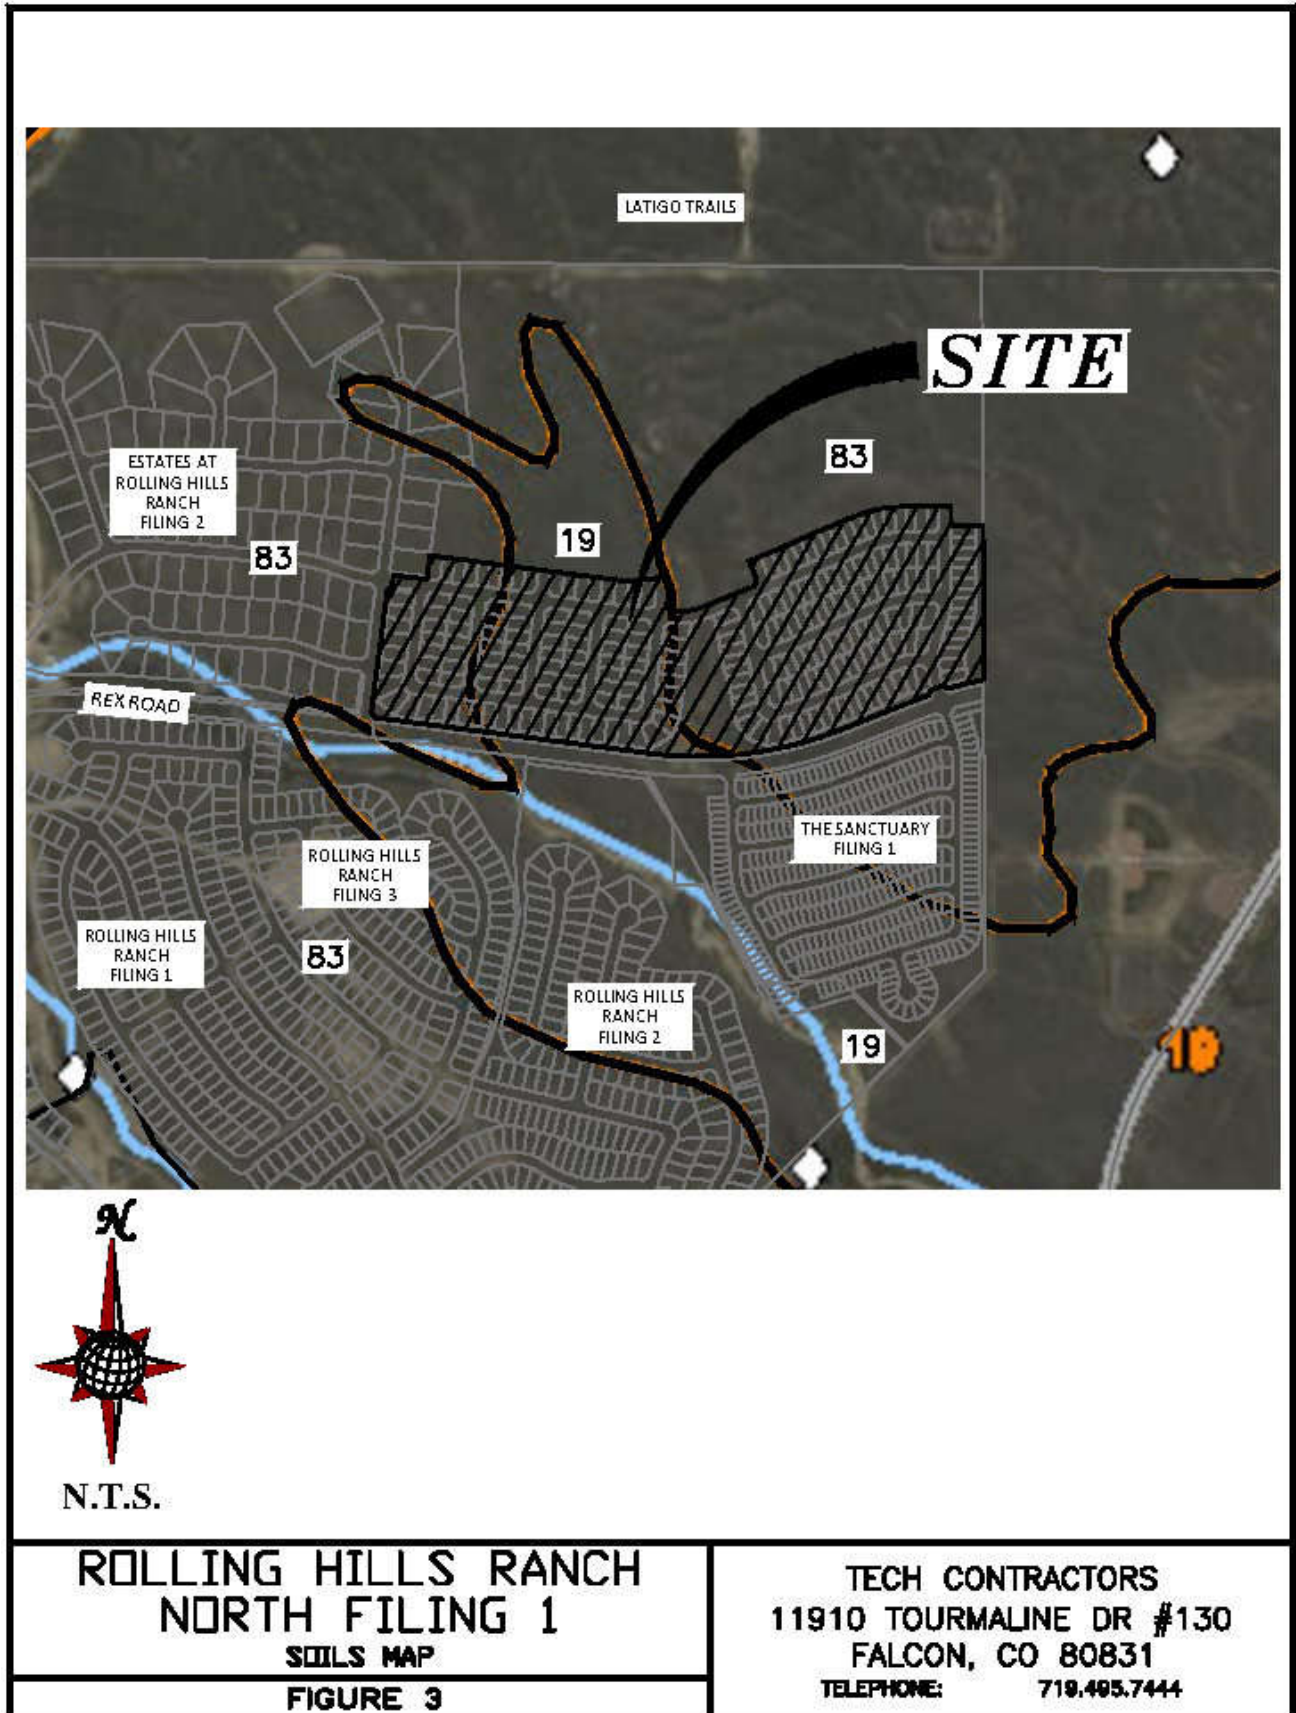 LATIGO TRAILS
SITE
83
ESTATES AT
ROLLING HILLS
RANCH
FILING 2
19
83
REX ROAD
THE SANCTUARY
FILING 1
ROLLING HILLS
RANCH
FILING 3
ROLLING HILLS
RANCH
FILING 1
83
ROLLING HILLS
RANCH
FILING 2
19
N
N.T.S.
ROLLING HILLS RANCH
NORTH FILING 1
SOILS MAP
FIGURE 3
TECH CONTRACTORS
11910 TOURMALINE DR #130
FALCON, CO 80831
TELEPHONE: 719.495.7444